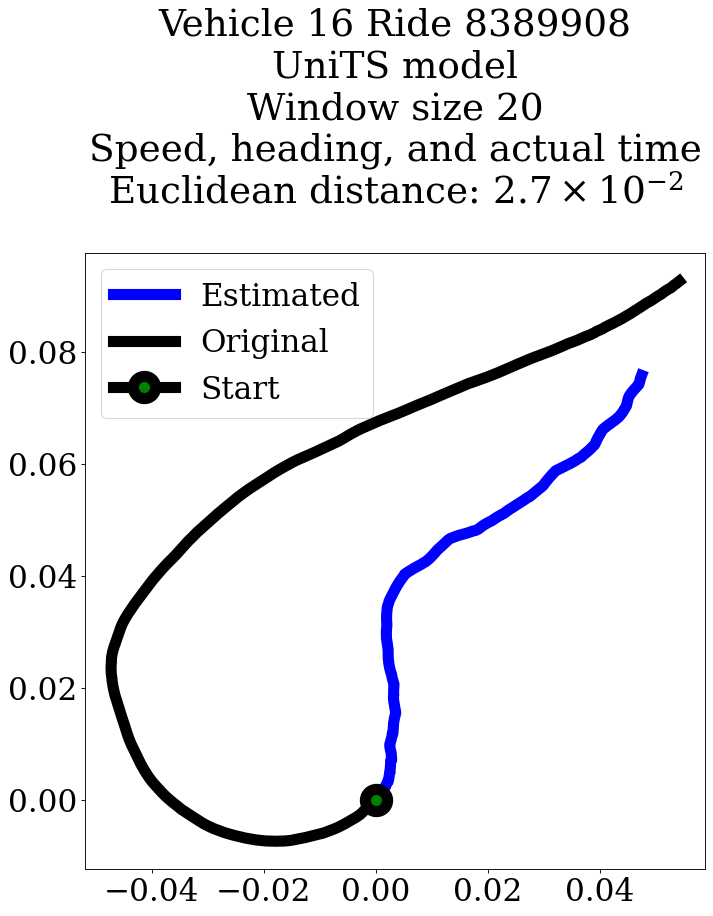 Vehicle 16 Ride 8389908
UniTS model
Window size 20
Speed, heading, and actual time
Euclidean distance: 2.7 × 10⁻²
Estimated
Original
Start
0.08
0.06
0.04
0.02
0.00
−0.04 −0.02 0.00 0.02 0.04